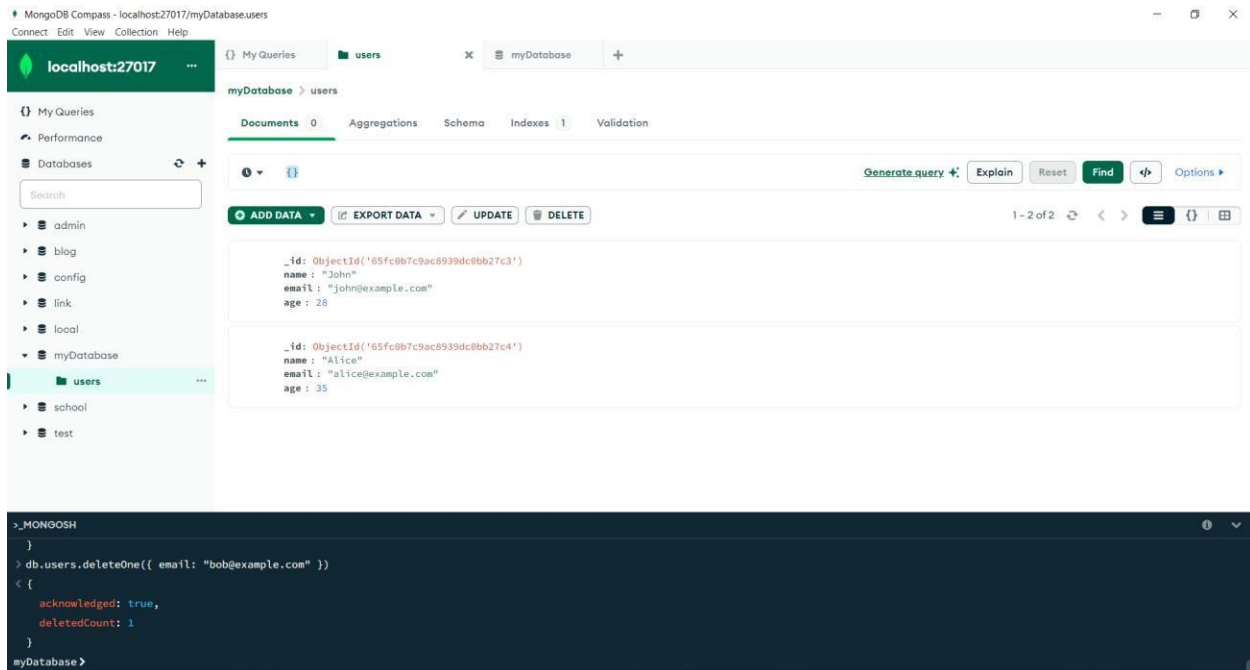 MongoDB Compass - localhost:27017/myDatabase.users
Connect Edit View Collection Help
localhost:27017 ...
{} My Queries
Performance
Databases
Search
admin
blog
config
link
local
myDatabase
users ...
school
test
{} My Queries users myDatabase +
myDatabase > users
Documents 0 Aggregations Schema Indexes 1 Validation
{} Generate query Explain Reset Find </> Options
ADD DATA EXPORT DATA UPDATE DELETE 1 – 2 of 2 < > {}
_id: ObjectId('65fc0b7c9ac8939dc0bb27c3')
name : "John"
email : "john@example.com"
age : 28
_id: ObjectId('65fc0b7c9ac8939dc0bb27c4')
name : "Alice"
email : "alice@example.com"
age : 35
>_MONGOSH
}
> db.users.deleteOne({ email: "bob@example.com" })
< {
acknowledged: true,
deletedCount: 1
}
myDatabase>